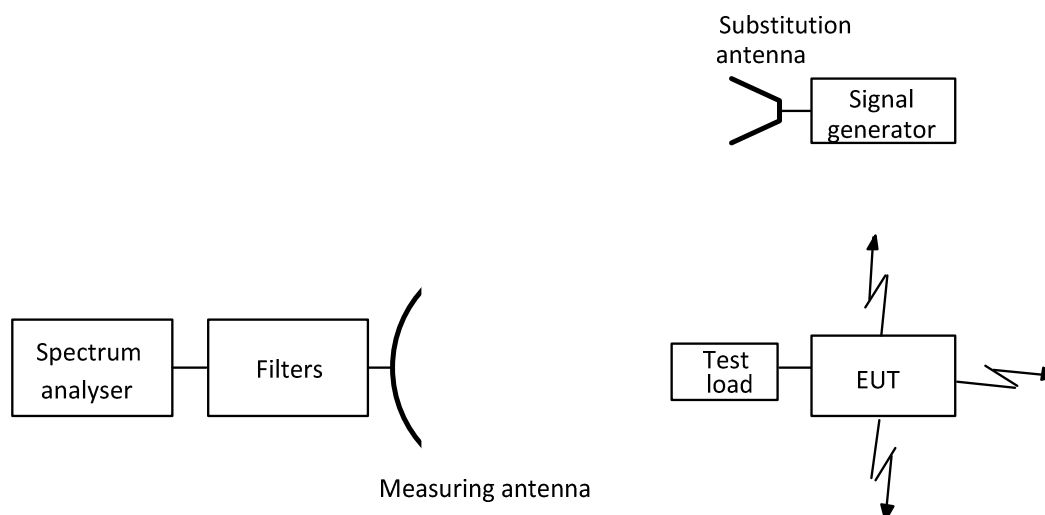 Substitution
antenna
Signal
generator
Spectrum
analyser
Filters
Test
load
EUT
Measuring antenna